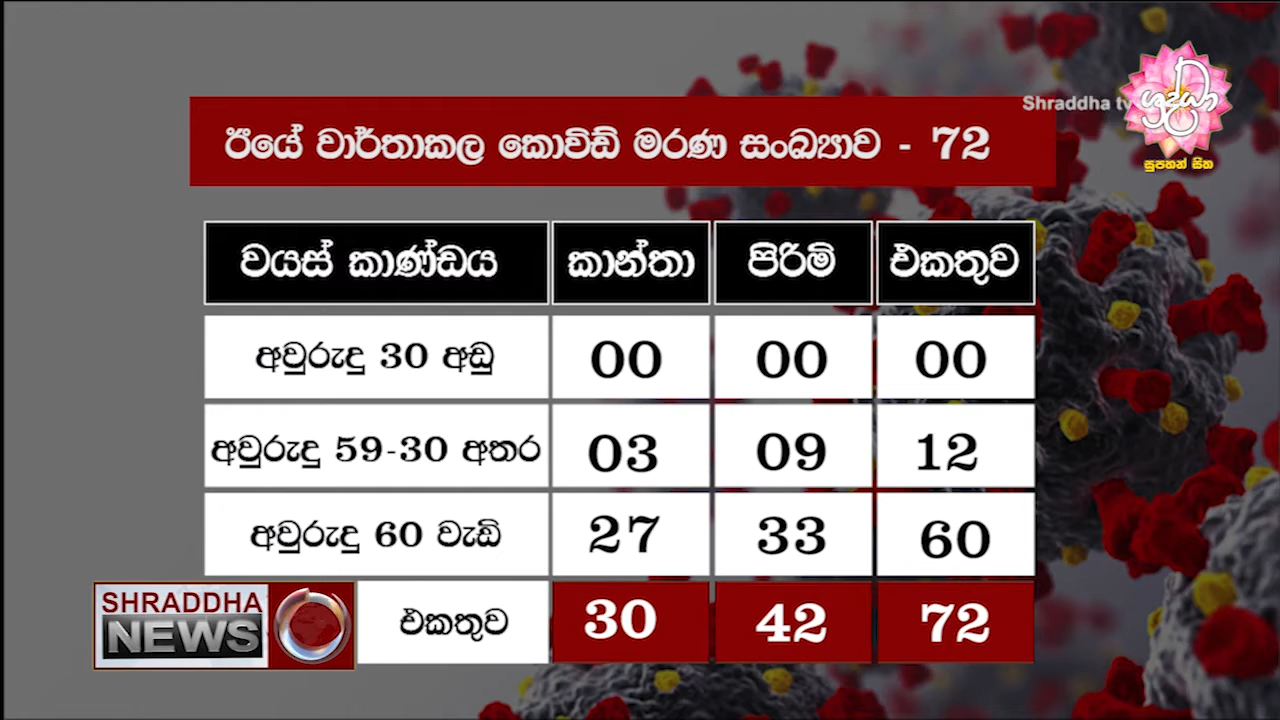 Shraddha tv
ශ්‍රද්ධා
සුපහන් සිත
ඊයේ වාර්තාකල කොවිඩ් මරණ සංඛ්‍යාව - 72
වයස් කාණ්ඩය කාන්තා පිරිමි එකතුව
අවුරුදු 30 අඩු 00 00 00
අවුරුදු 59-30 අතර 03 09 12
අවුරුදු 60 වැඩි 27 33 60
එකතුව 30 42 72
SHRADDHA
NEWS